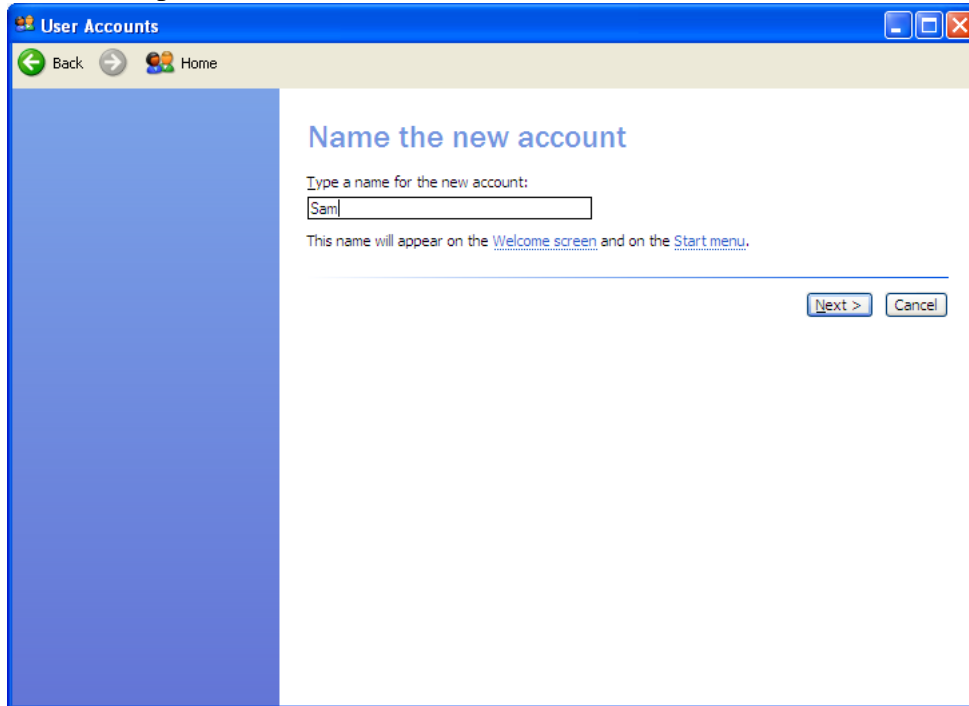 User Accounts
Back Home
Name the new account
Type a name for the new account:
Sam
This name will appear on the Welcome screen and on the Start menu.
Next > Cancel